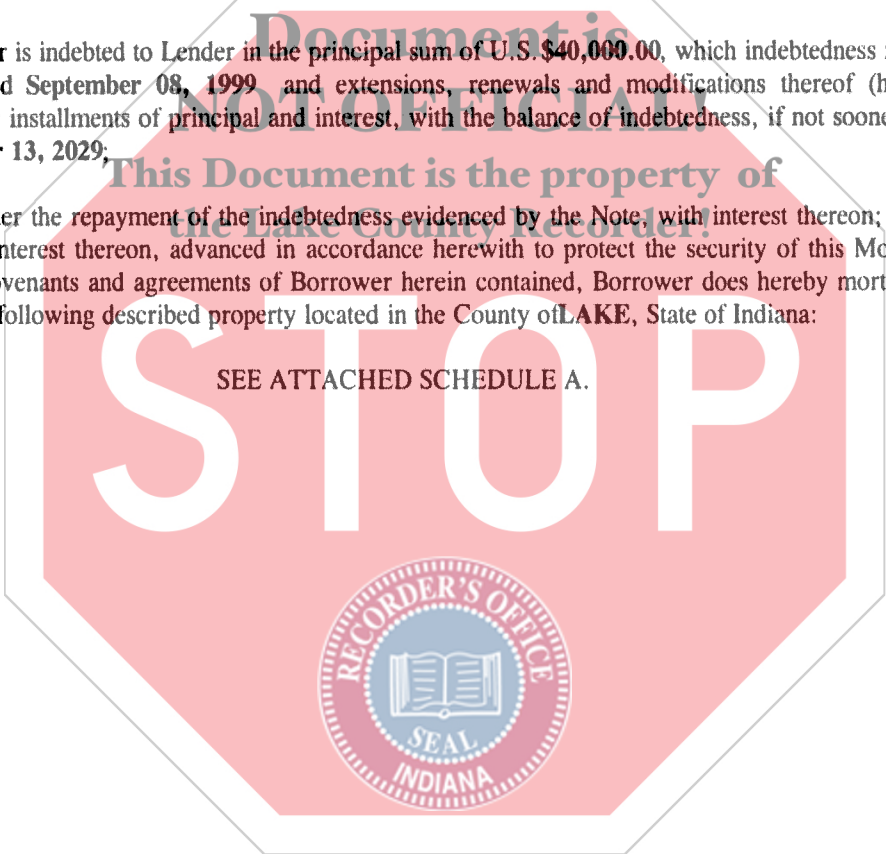 Document is
r is indebted to Lender in the principal sum of U.S.$40,000.00, which indebtedness
d September 08, 1999 and extensions, renewals and modifications thereof (h
NOT OFFICIAL!
installments of principal and interest, with the balance of indebtedness, if not soone
13, 2029;
This Document is the property of
er the repayment of the indebtedness evidenced by the Note, with interest thereon;
the Lake County Recorder!
nterest thereon, advanced in accordance herewith to protect the security of this Mo
venants and agreements of Borrower herein contained, Borrower does hereby mort
following described property located in the County ofLAKE, State of Indiana:
SEE ATTACHED SCHEDULE A.
STOP
RECORDER'S OFFICE
SEAL
INDIANA